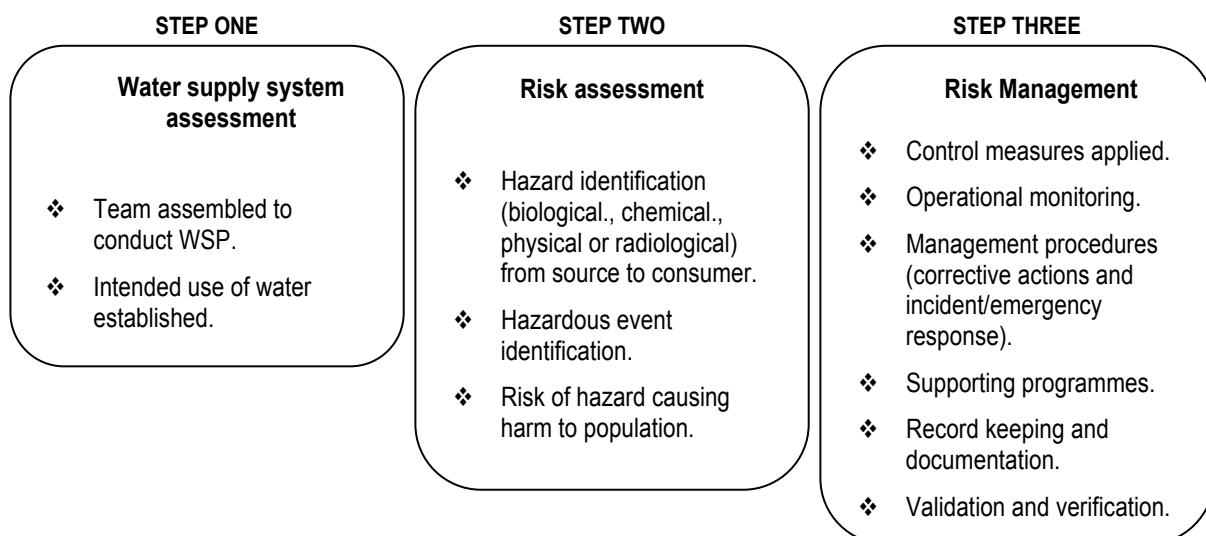 STEP ONE
Water supply system
assessment
❖ Team assembled to
conduct WSP.
❖ Intended use of water
established.
STEP TWO
Risk assessment
❖ Hazard identification
(biological., chemical.,
physical or radiological)
from source to consumer.
❖ Hazardous event
identification.
❖ Risk of hazard causing
harm to population.
STEP THREE
Risk Management
❖ Control measures applied.
❖ Operational monitoring.
❖ Management procedures
(corrective actions and
incident/emergency
response).
❖ Supporting programmes.
❖ Record keeping and
documentation.
❖ Validation and verification.